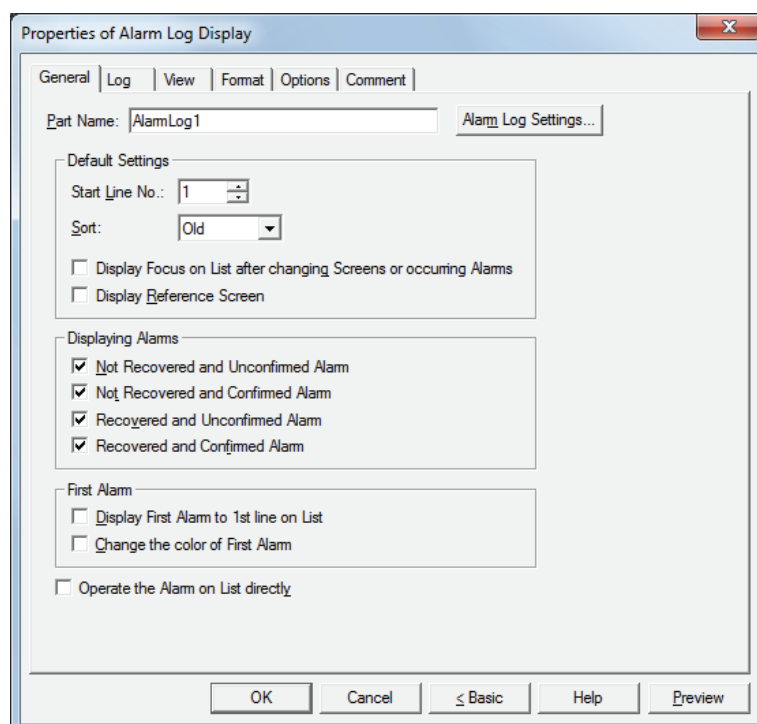 Properties of Alarm Log Display
General Log View Format Options Comment
Part Name: AlarmLog1 Alarm Log Settings...
Default Settings
Start Line No.: 1
Sort: Old
Display Focus on List after changing Screens or occurring Alarms
Display Reference Screen
Displaying Alarms
Not Recovered and Unconfirmed Alarm
Not Recovered and Confirmed Alarm
Recovered and Unconfirmed Alarm
Recovered and Confirmed Alarm
First Alarm
Display First Alarm to 1st line on List
Change the color of First Alarm
Operate the Alarm on List directly
OK Cancel < Basic Help Preview